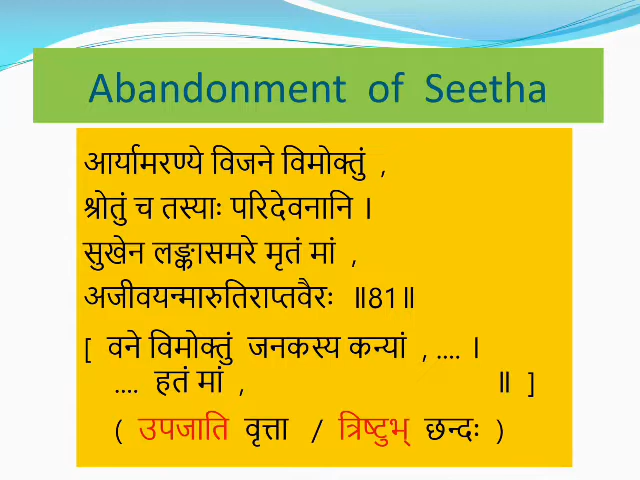 Abandonment of Seetha
आर्यामरण्ये विजने विमोक्तुं ,
श्रोतुं च तस्याः परिदेवनानि ।
सुखेन लङ्कासमरे मृतं मां ,
अजीवयन्मारुतिराप्तवैरः ॥81॥
[ वने विमोक्तुं जनकस्य कन्यां , .... ।
.... हतं मां , ॥ ]
( उपजाति वृत्ता / त्रिष्टुभ् छन्दः )